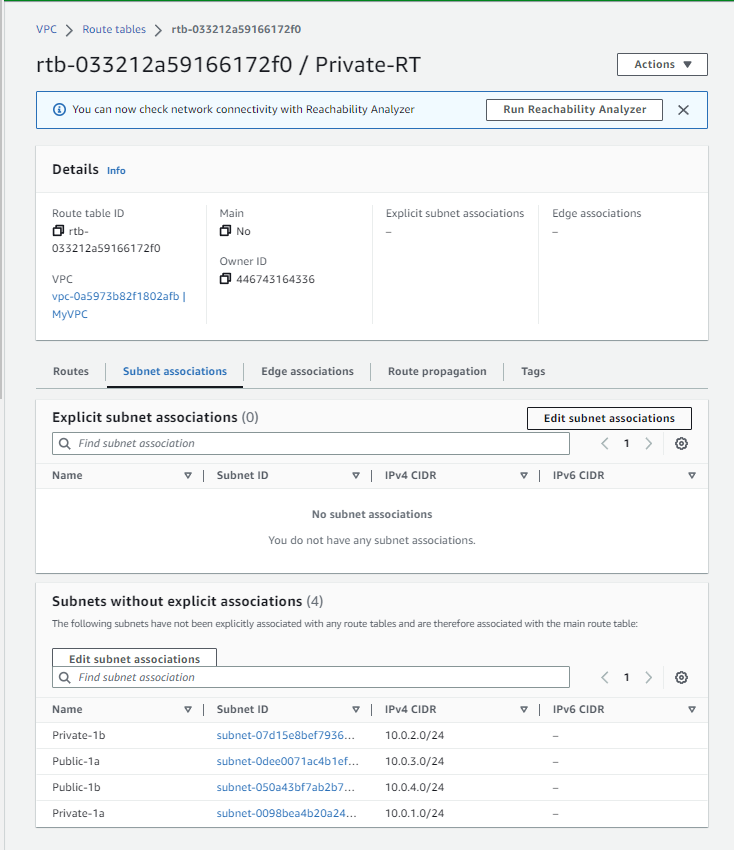 VPC > Route tables > rtb-033212a59166172f0
rtb-033212a59166172f0 / Private-RT
Actions
You can now check network connectivity with Reachability Analyzer
Run Reachability Analyzer
Details Info
Route table ID
rtb-
033212a59166172f0
VPC
vpc-0a5973b82f1802afb |
MyVPC
Main
No
Owner ID
446743164336
Explicit subnet associations
–
Edge associations
–
Routes Subnet associations Edge associations Route propagation Tags
Explicit subnet associations (0)
Edit subnet associations
Find subnet association
1
Name Subnet ID IPv4 CIDR IPv6 CIDR
No subnet associations
You do not have any subnet associations.
Subnets without explicit associations (4)
The following subnets have not been explicitly associated with any route tables and are therefore associated with the main route table:
Edit subnet associations
Find subnet association
1
Name Subnet ID IPv4 CIDR IPv6 CIDR
Private-1b subnet-07d15e8bef7936... 10.0.2.0/24 –
Public-1a subnet-0dee0071ac4b1ef... 10.0.3.0/24 –
Public-1b subnet-050a43bf7ab2b7... 10.0.4.0/24 –
Private-1a subnet-0098bea4b20a24... 10.0.1.0/24 –